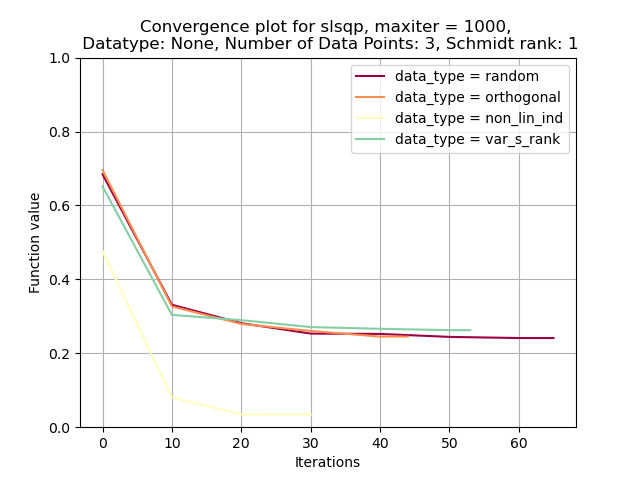 Convergence plot for slsqp, maxiter = 1000,
Datatype: None, Number of Data Points: 3, Schmidt rank: 1
data_type = random
data_type = orthogonal
data_type = non_lin_ind
data_type = var_s_rank
Function value
1.0
0.8
0.6
0.4
0.2
0.0
0 10 20 30 40 50 60
Iterations